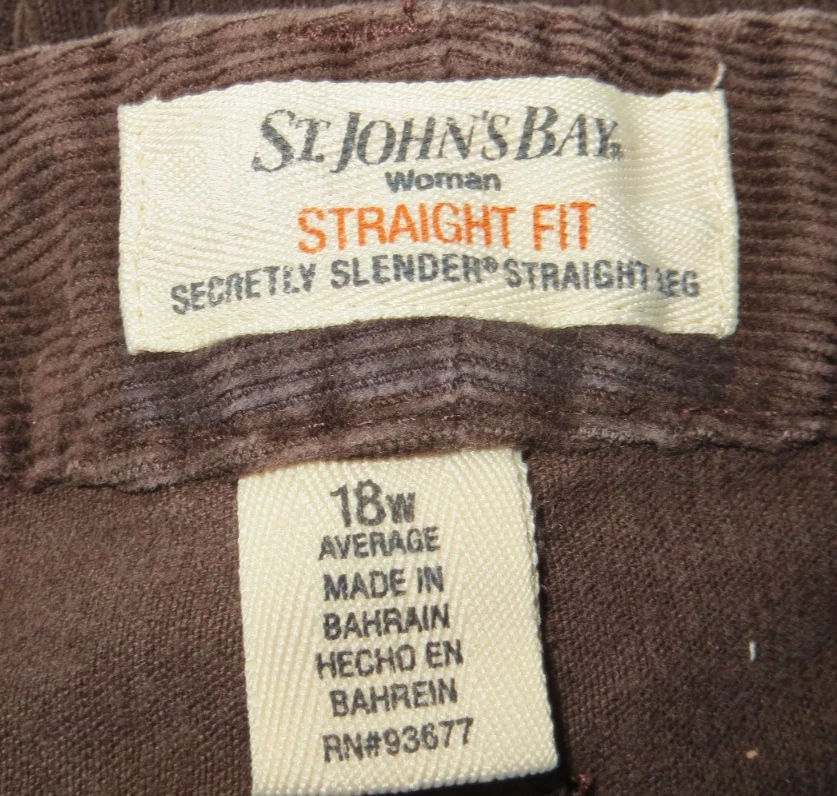 ST. JOHN'S BAY®
Woman
STRAIGHT FIT
SECRETLY SLENDER® STRAIGHT LEG
18W
AVERAGE
MADE IN
BAHRAIN
HECHO EN
BAHREIN
RN#93677